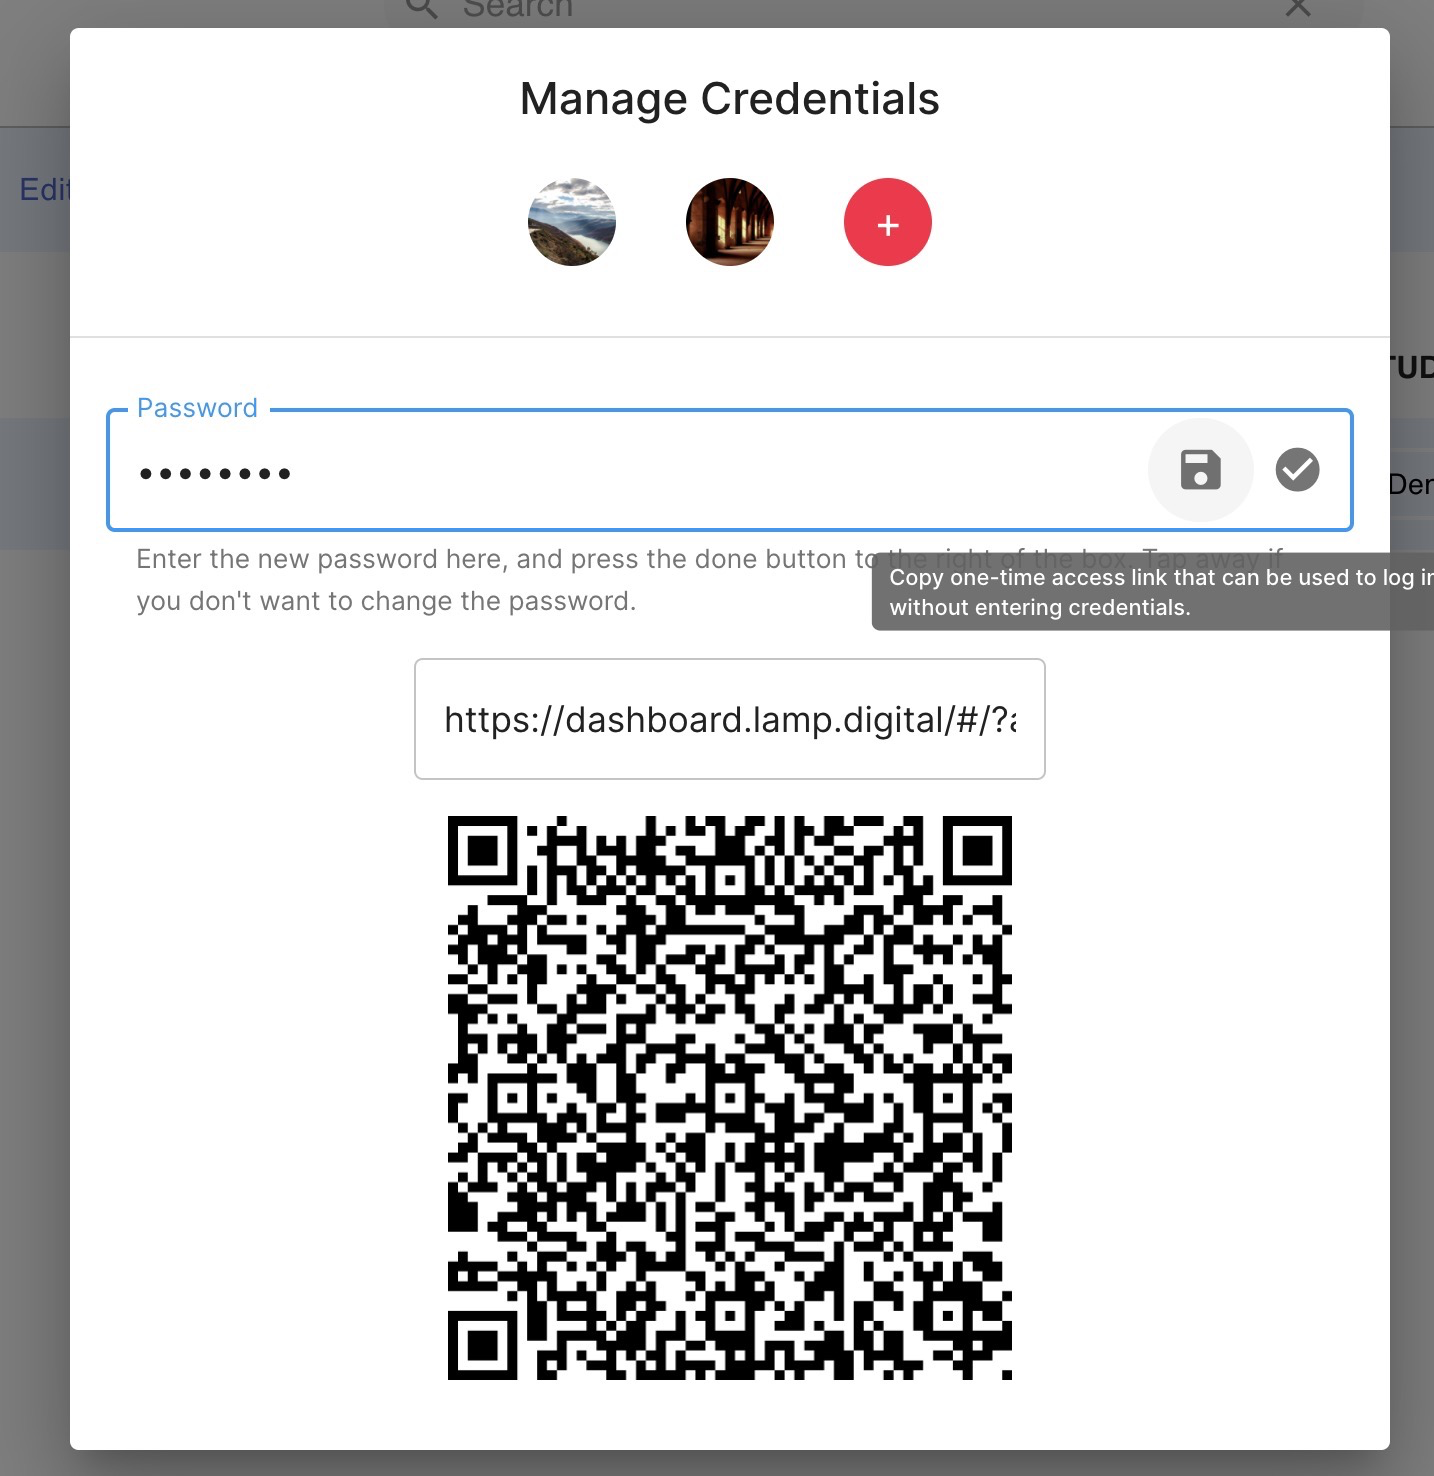 Search
Manage Credentials
Edit
+
Password
TUD
Der
Enter the new password here, and press the done button to the right of the box. Tap away if
you don't want to change the password.
Copy one-time access link that can be used to log in
without entering credentials.
https://dashboard.lamp.digital/#/?a